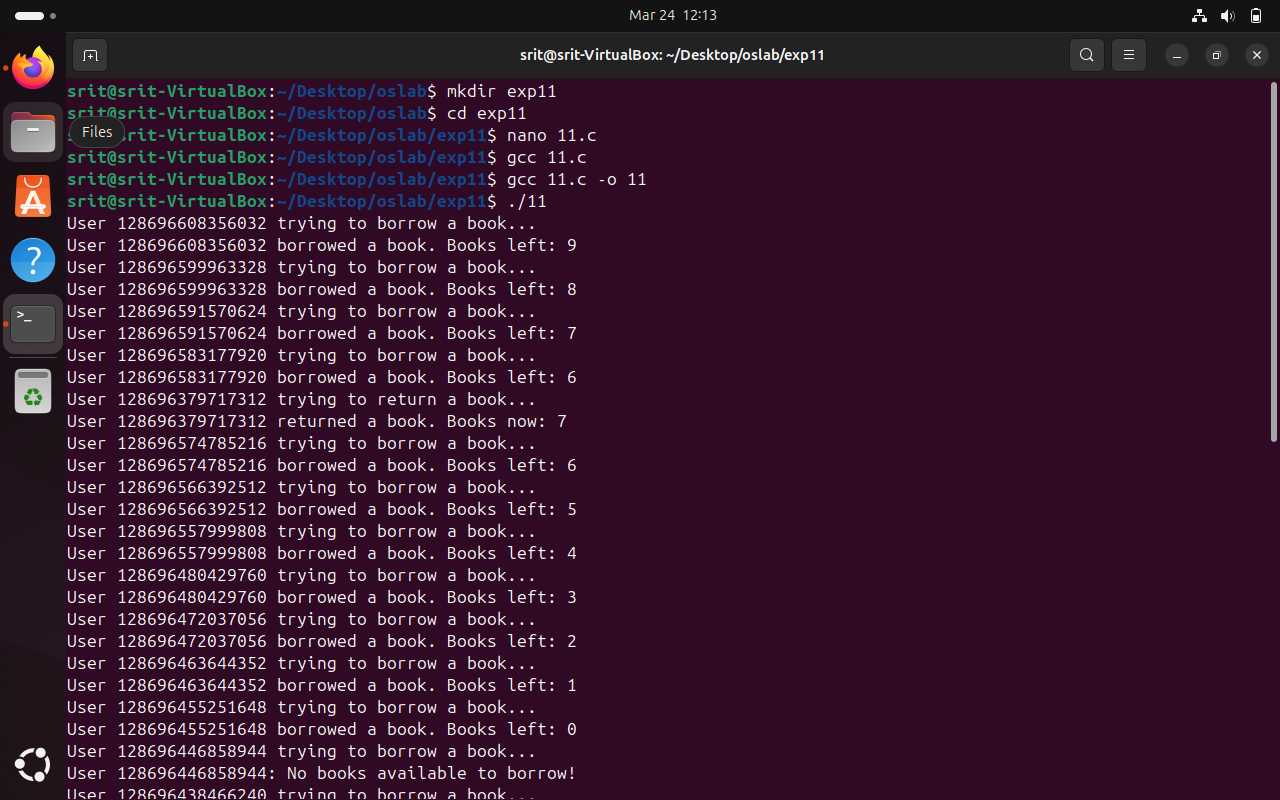 Mar 24 12:13
srit@srit-VirtualBox: ~/Desktop/oslab/exp11
srit@srit-VirtualBox:~/Desktop/oslab$ mkdir exp11
srit@srit-VirtualBox:~/Desktop/oslab$ cd exp11
Files
srit@srit-VirtualBox:~/Desktop/oslab/exp11$ nano 11.c
srit@srit-VirtualBox:~/Desktop/oslab/exp11$ gcc 11.c
srit@srit-VirtualBox:~/Desktop/oslab/exp11$ gcc 11.c -o 11
srit@srit-VirtualBox:~/Desktop/oslab/exp11$ ./11
User 128696608356032 trying to borrow a book...
User 128696608356032 borrowed a book. Books left: 9
User 128696599963328 trying to borrow a book...
User 128696599963328 borrowed a book. Books left: 8
User 128696591570624 trying to borrow a book...
User 128696591570624 borrowed a book. Books left: 7
User 128696583177920 trying to borrow a book...
User 128696583177920 borrowed a book. Books left: 6
User 128696379717312 trying to return a book...
User 128696379717312 returned a book. Books now: 7
User 128696574785216 trying to borrow a book...
User 128696574785216 borrowed a book. Books left: 6
User 128696566392512 trying to borrow a book...
User 128696566392512 borrowed a book. Books left: 5
User 128696557999808 trying to borrow a book...
User 128696557999808 borrowed a book. Books left: 4
User 128696480429760 trying to borrow a book...
User 128696480429760 borrowed a book. Books left: 3
User 128696472037056 trying to borrow a book...
User 128696472037056 borrowed a book. Books left: 2
User 128696463644352 trying to borrow a book...
User 128696463644352 borrowed a book. Books left: 1
User 128696455251648 trying to borrow a book...
User 128696455251648 borrowed a book. Books left: 0
User 128696446858944 trying to borrow a book...
User 128696446858944: No books available to borrow!
User 128696438466240 trying to borrow a book...